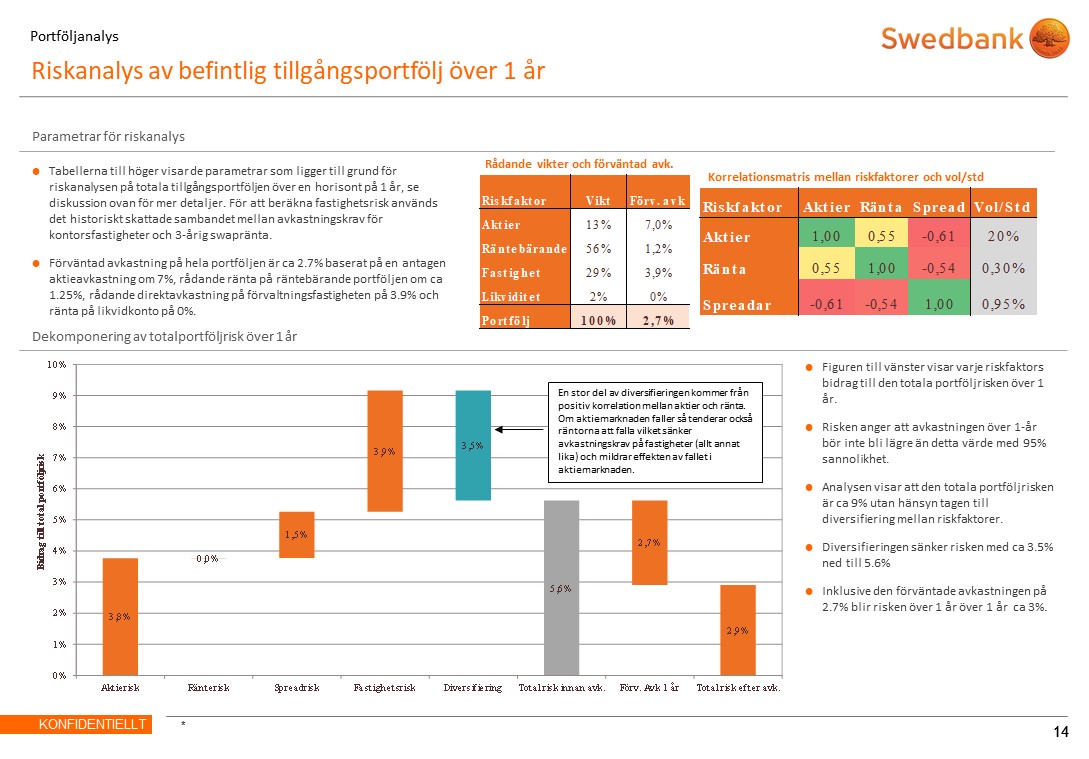 Portföljanalys
Swedbank
Riskanalys av befintlig tillgångsportfölj över 1 år
Parametrar för riskanalys
Tabellerna till höger visar de parametrar som ligger till grund för
riskanalysen på totala tillgångsportföljen över en horisont på 1 år, se
diskussion ovan för mer detaljer. För att beräkna fastighetsrisk används
det historiskt skattade sambandet mellan avkastningskrav för
kontorsfastigheter och 3-årig swapränta.
Förväntad avkastning på hela portföljen är ca 2.7% baserat på en antagen
aktieavkastning om 7%, rådande ränta på räntebärande portföljen om ca
1.25%, rådande direktavkastning på förvaltningsfastigheten på 3.9% och
ränta på likvidkonto på 0%.
Rådande vikter och förväntad avk.
Riskfaktor Vikt Förv. avk
Aktier 13% 7,0%
Räntebärande 56% 1,2%
Fastighet 29% 3,9%
Likviditet 2% 0%
Portfölj 100% 2,7%
Korrelationsmatris mellan riskfaktorer och vol/std
Riskfaktor Aktier Ränta Spread Vol/Std
Aktier 1,00 0,55 -0,61 20%
Ränta 0,55 1,00 -0,54 0,30%
Spreadar -0,61 -0,54 1,00 0,95%
Dekomponering av totalportföljrisk över 1 år
Bidrag till total portföljrisk
10%
9%
8%
7%
6%
5%
4%
3%
2%
1%
0%
3,8%
0,0%
1,5%
3,9%
3,5%
5,6%
2,7%
2,9%
En stor del av diversifieringen kommer från
positiv korrelation mellan aktier och ränta.
Om aktiemarknaden faller så tenderar också
räntorna att falla vilket sänker
avkastningskrav på fastigheter (allt annat
lika) och mildrar effekten av fallet i
aktiemarknaden.
Aktierisk Ränterisk Spreadrisk Fastighetsrisk Diversifiering Total risk innan avk. Förv. Avk 1 år Total risk efter avk.
Figuren till vänster visar varje riskfaktors
bidrag till den totala portföljrisken över 1
år.
Risken anger att avkastningen över 1-år
bör inte bli lägre än detta värde med 95%
sannolikhet.
Analysen visar att den totala portföljrisken
är ca 9% utan hänsyn tagen till
diversifiering mellan riskfaktorer.
Diversifieringen sänker risken med ca 3.5%
ned till 5.6%
Inklusive den förväntade avkastningen på
2.7% blir risken över 1 år över 1 år ca 3%.
KONFIDENTIELLT
*
14